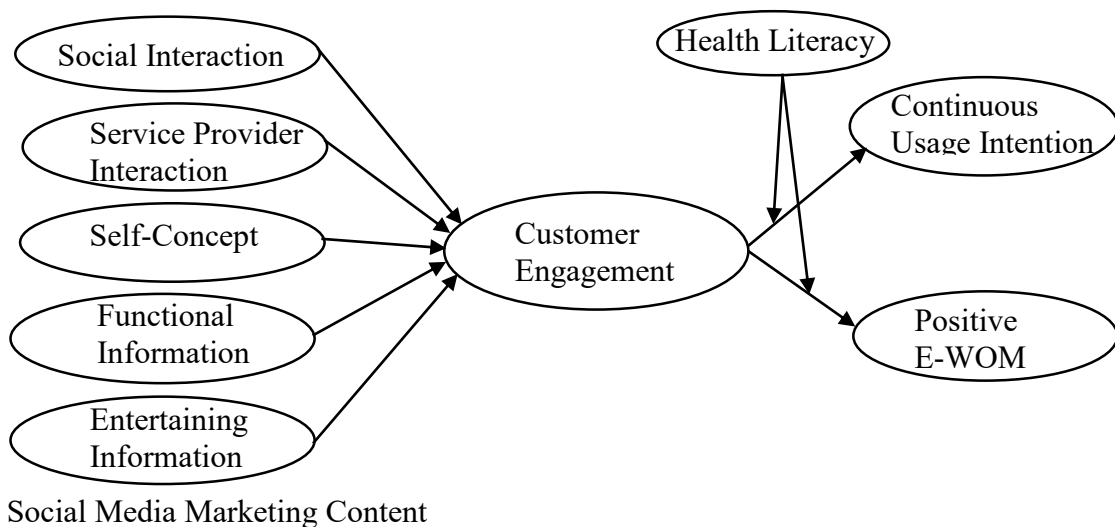 Social Interaction
Service Provider
Interaction
Self-Concept
Functional
Information
Entertaining
Information
Social Media Marketing Content
Customer
Engagement
Health Literacy
Continuous
Usage Intention
Positive
E-WOM